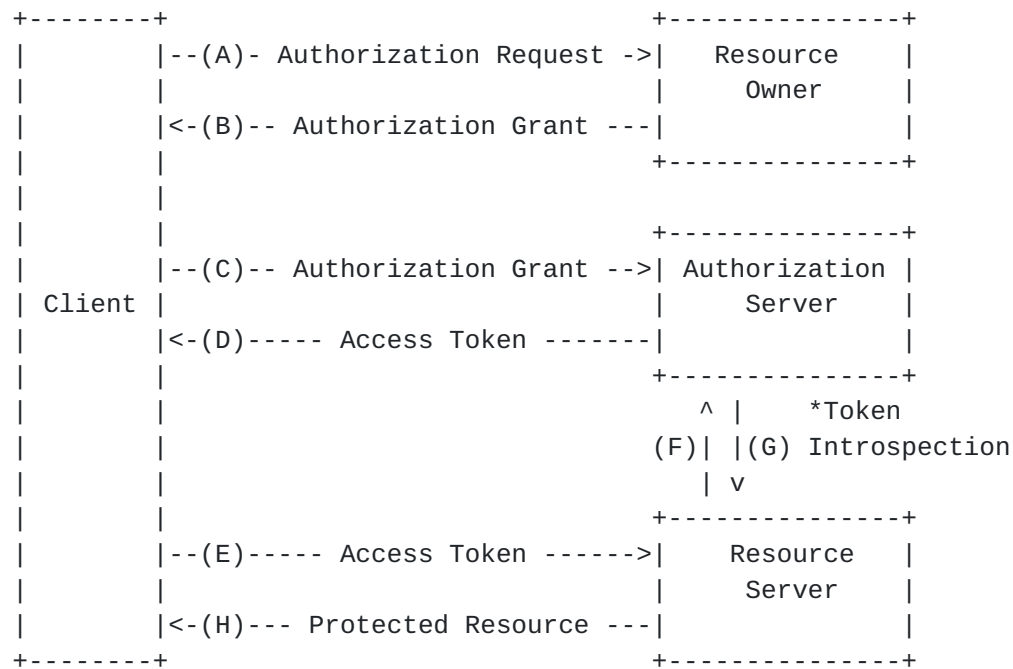 +--------+                               +---------------+
|        |--(A)- Authorization Request ->|   Resource    |
|        |                               |     Owner     |
|        |<-(B)-- Authorization Grant ---|               |
|        |                               +---------------+
|        |
|        |                               +---------------+
|        |--(C)-- Authorization Grant -->| Authorization |
| Client |                               |     Server    |
|        |<-(D)----- Access Token -------|               |
|        |                               +---------------+
|        |                                  ^ |    *Token
|        |                               (F)| |(G) Introspection
|        |                                  | v
|        |                               +---------------+
|        |--(E)----- Access Token ------>|    Resource   |
|        |                               |     Server    |
|        |<-(H)--- Protected Resource ---|               |
+--------+                               +---------------+